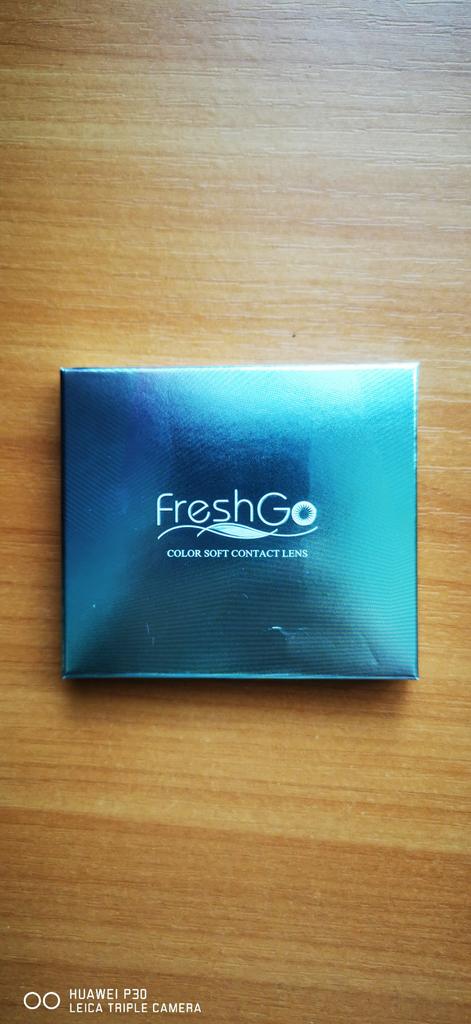 FreshGo
COLOR SOFT CONTACT LENS
HUAWEI P30
LEICA TRIPLE CAMERA